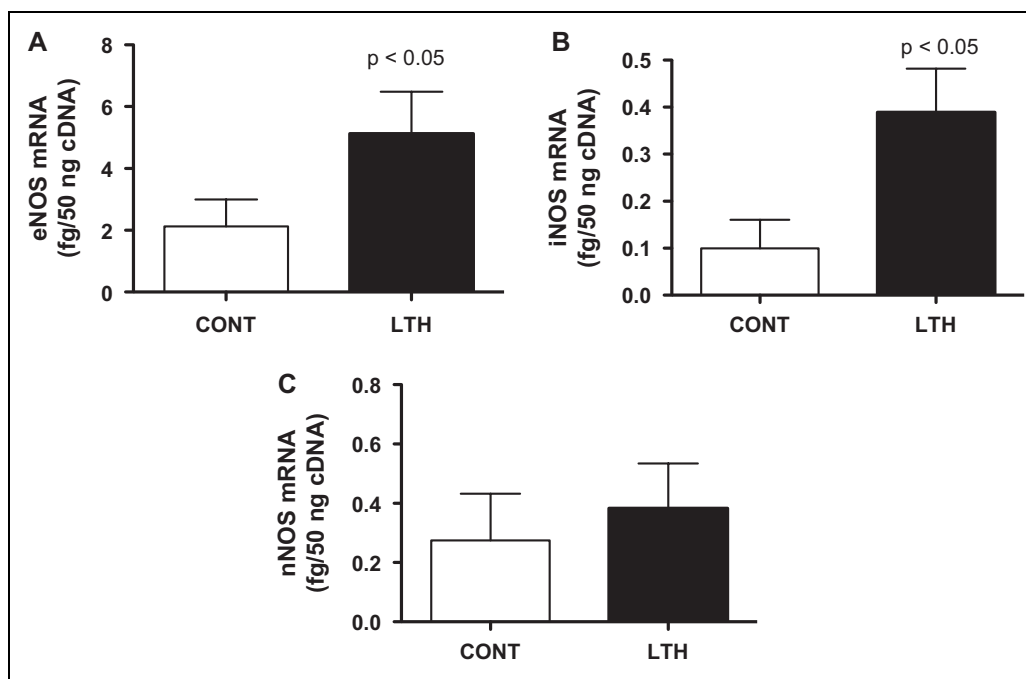 A
eNOS mRNA
(fg/50 ng cDNA)
8
6
4
2
0
p < 0.05
CONT
LTH
B
iNOS mRNA
(fg/50 ng cDNA)
0.5
0.4
0.3
0.2
0.1
0.0
p < 0.05
CONT
LTH
C
nNOS mRNA
(fg/50 ng cDNA)
0.8
0.6
0.4
0.2
0.0
CONT
LTH